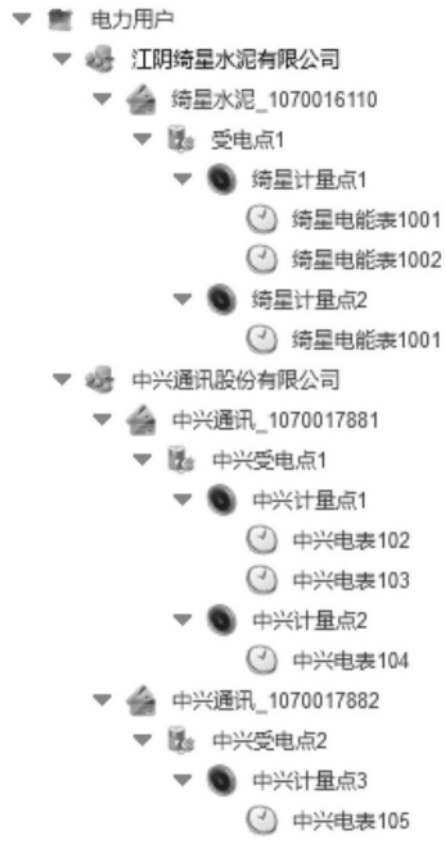 电力用户
江阴绮星水泥有限公司
绮星水泥_1070016110
受电点1
绮星计量点1
绮星电能表1001
绮星电能表1002
绮星计量点2
绮星电能表1001
中兴通讯股份有限公司
中兴通讯_1070017881
中兴受电点1
中兴计量点1
中兴电表102
中兴电表103
中兴计量点2
中兴电表104
中兴通讯_1070017882
中兴受电点2
中兴计量点3
中兴电表105